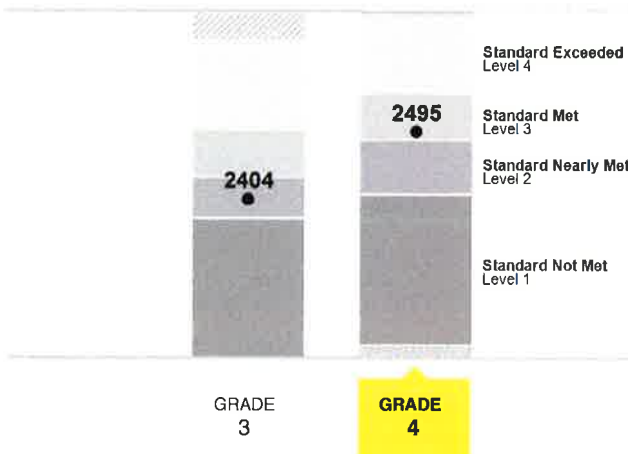 Standard Exceeded
Level 4
2495
Standard Met
Level 3
2404
Standard Nearly Met
Level 2
Standard Not Met
Level 1
GRADE
3
GRADE
4